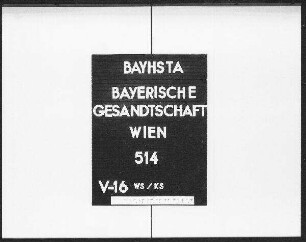 BAYHSTA
BAYERISCHE
GESANDTSCHAFT
WIEN
514
V-16 WS/KS